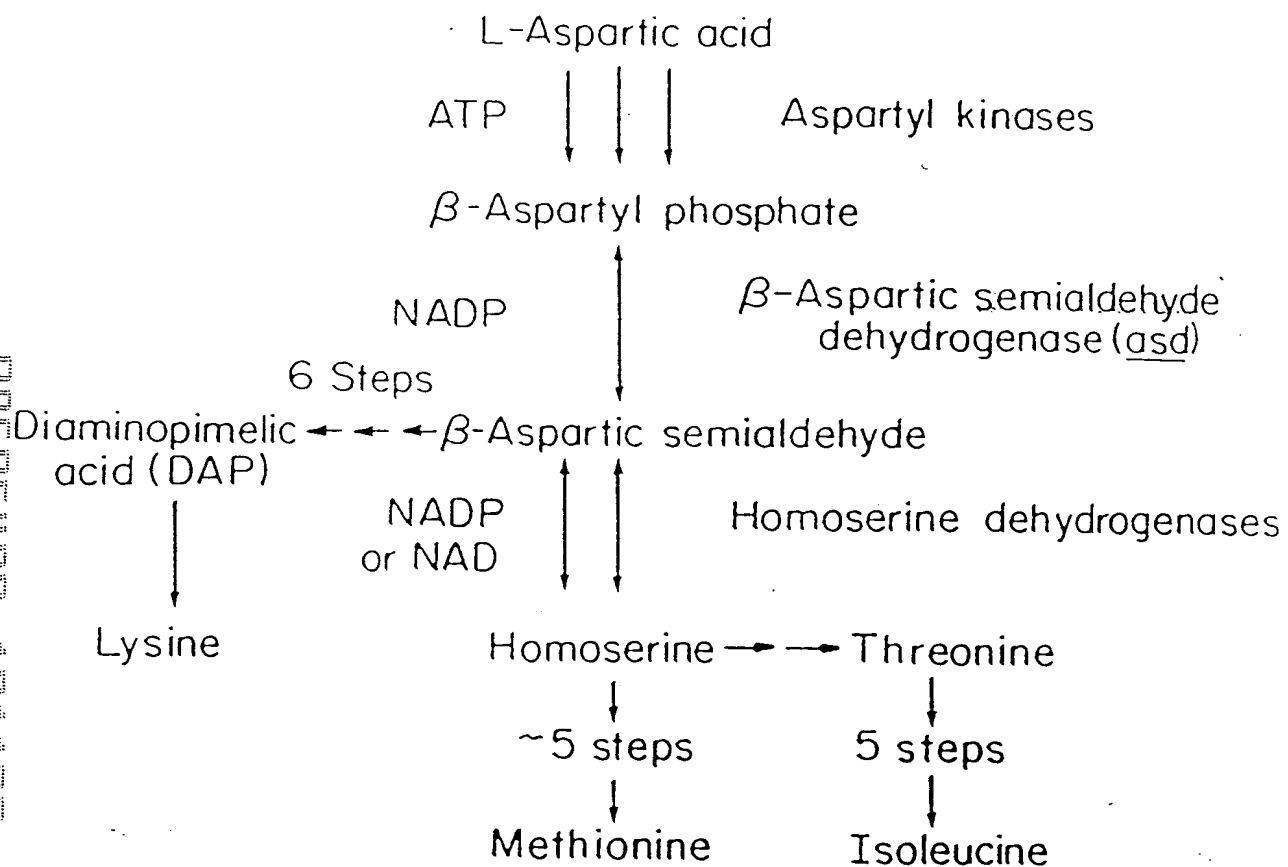 L-Aspartic acid
ATP
Aspartyl kinases
β-Aspartyl phosphate
NADP
β-Aspartic semialdehyde
dehydrogenase (asd)
6 Steps
Diaminopimelic
acid (DAP)
β-Aspartic semialdehyde
NADP
or NAD
Homoserine dehydrogenases
Lysine
Homoserine
Threonine
~5 steps
5 steps
Methionine
Isoleucine